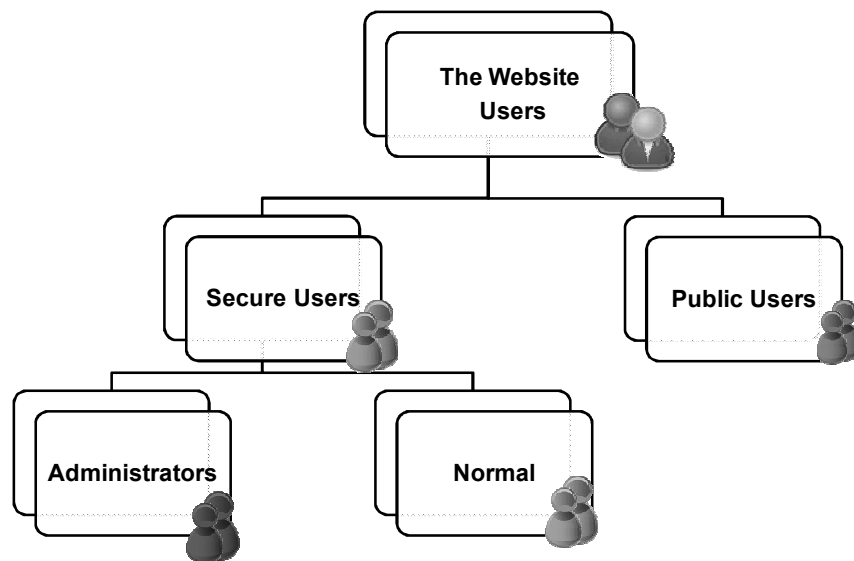 The Website
Users
Secure Users
Public Users
Administrators
Normal